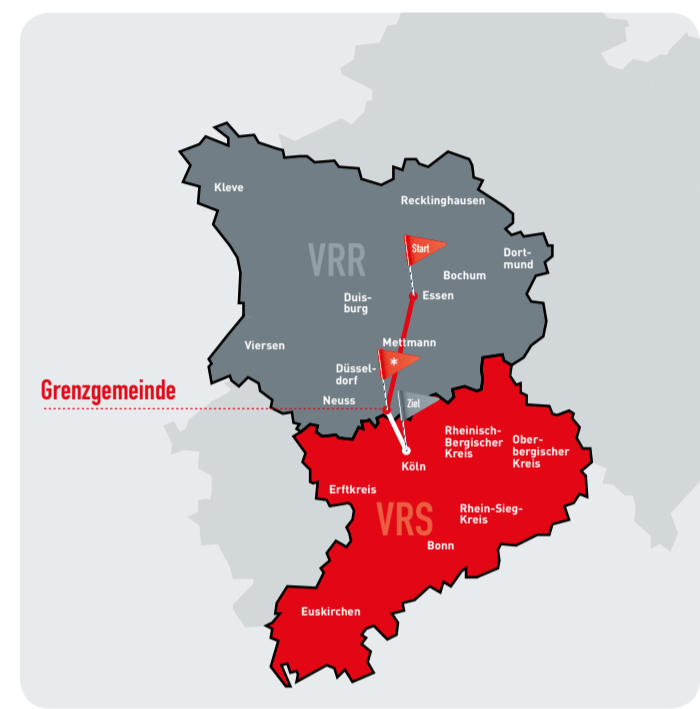 Kleve
Recklinghausen
VRR
Start
Dort-
mund
Bochum
Duis-
burg
Essen
Viersen
Mettmann
*
Düssel-
dorf
Grenzgemeinde
Neuss
Ziel
Rheinisch-
Bergischer
Kreis
Ober-
bergischer
Kreis
Köln
Erftkreis
VRS
Rhein-Sieg-
Kreis
Bonn
Euskirchen